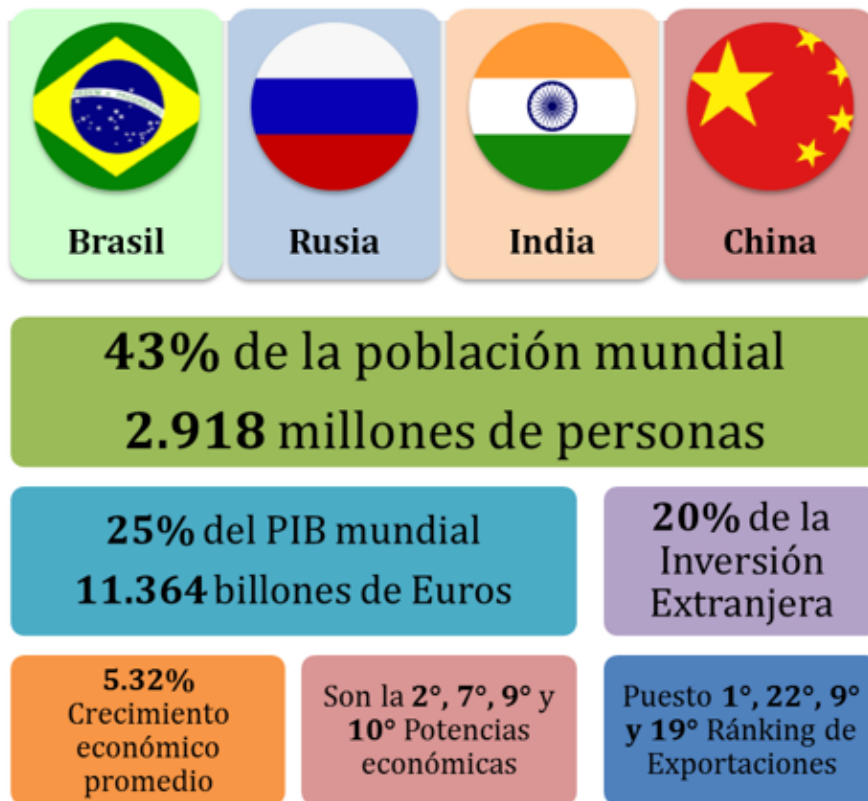 Brasil
Rusia
India
China
43% de la población mundial
2.918 millones de personas
25% del PIB mundial
11.364 billones de Euros
20% de la
Inversión
Extranjera
5.32%
Crecimiento
económico
promedio
Son la 2°, 7°, 9° y
10° Potencias
económicas
Puesto 1°, 22°, 9°
y 19° Ránking de
Exportaciones